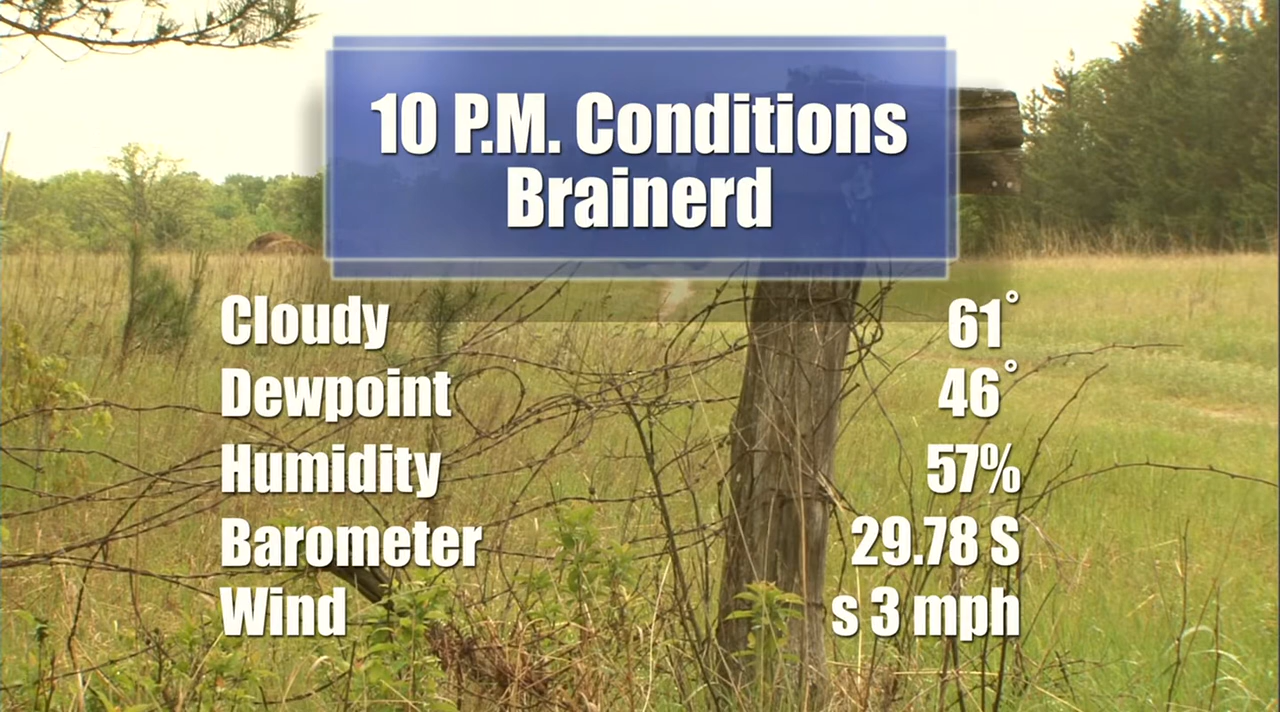 10 P.M. Conditions
Brainerd
Cloudy 61°
Dewpoint 46°
Humidity 57%
Barometer 29.78 S
Wind s 3 mph